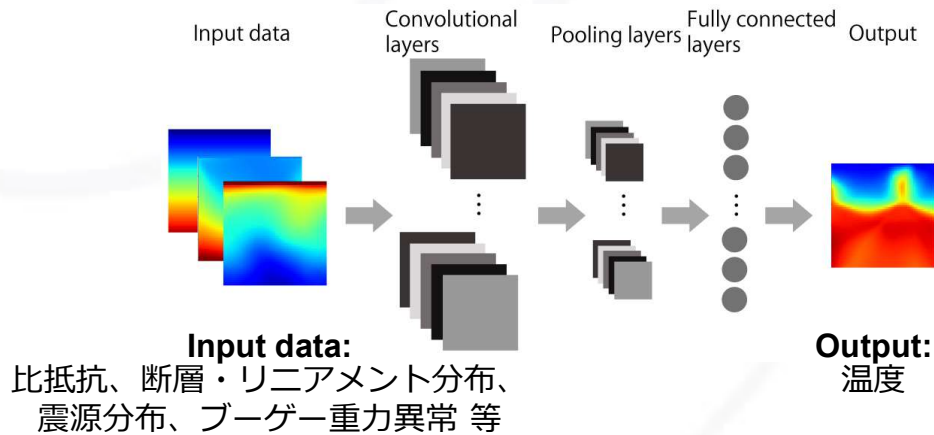 Input data
Convolutional
layers
Pooling layers
Fully connected
layers
Output
Input data:
比抵抗、断層・リニアメント分布、
震源分布、ブーゲー重力異常 等
Output:
温度